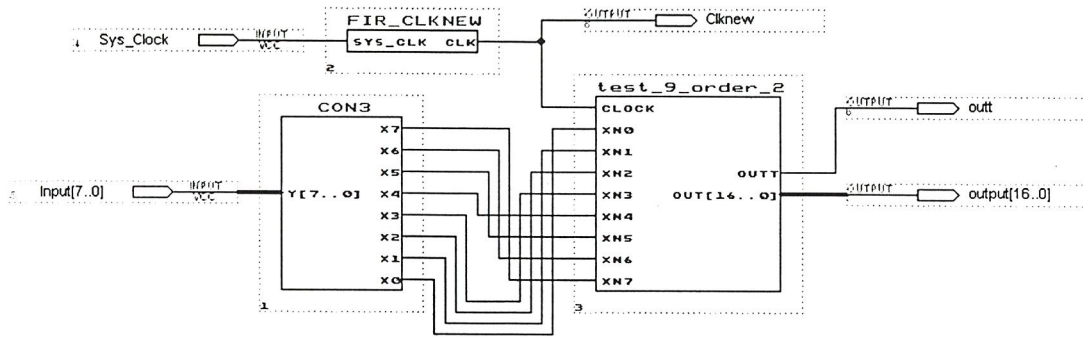 FIR_CLKNEW
OUTPUT
Clknew
Sys_Clock
INPUT
VCC
SYS_CLK CLK
2
test_9_order_2
CON3
CLOCK
OUTPUT
outt
X7
XN0
X6
XN1
X5
XN2
OUTT
Input[7..0]
INPUT
VCC
Y[7..0]
X4
XN3
OUT[16..0]
OUTPUT
output[16..0]
X3
XN4
X2
XN5
X1
XN6
X0
XN7
1
3